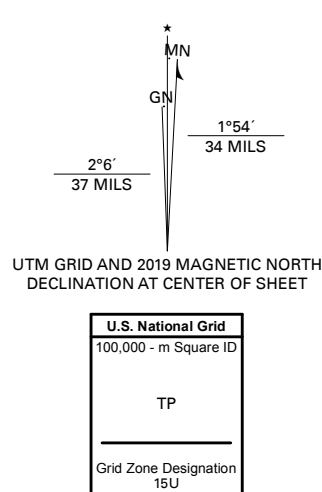 MN
GN
1°54´
34 MILS
2°6´
37 MILS
UTM GRID AND 2019 MAGNETIC NORTH
DECLINATION AT CENTER OF SHEET
U.S. National Grid
100,000 - m Square ID
TP
Grid Zone Designation
15U